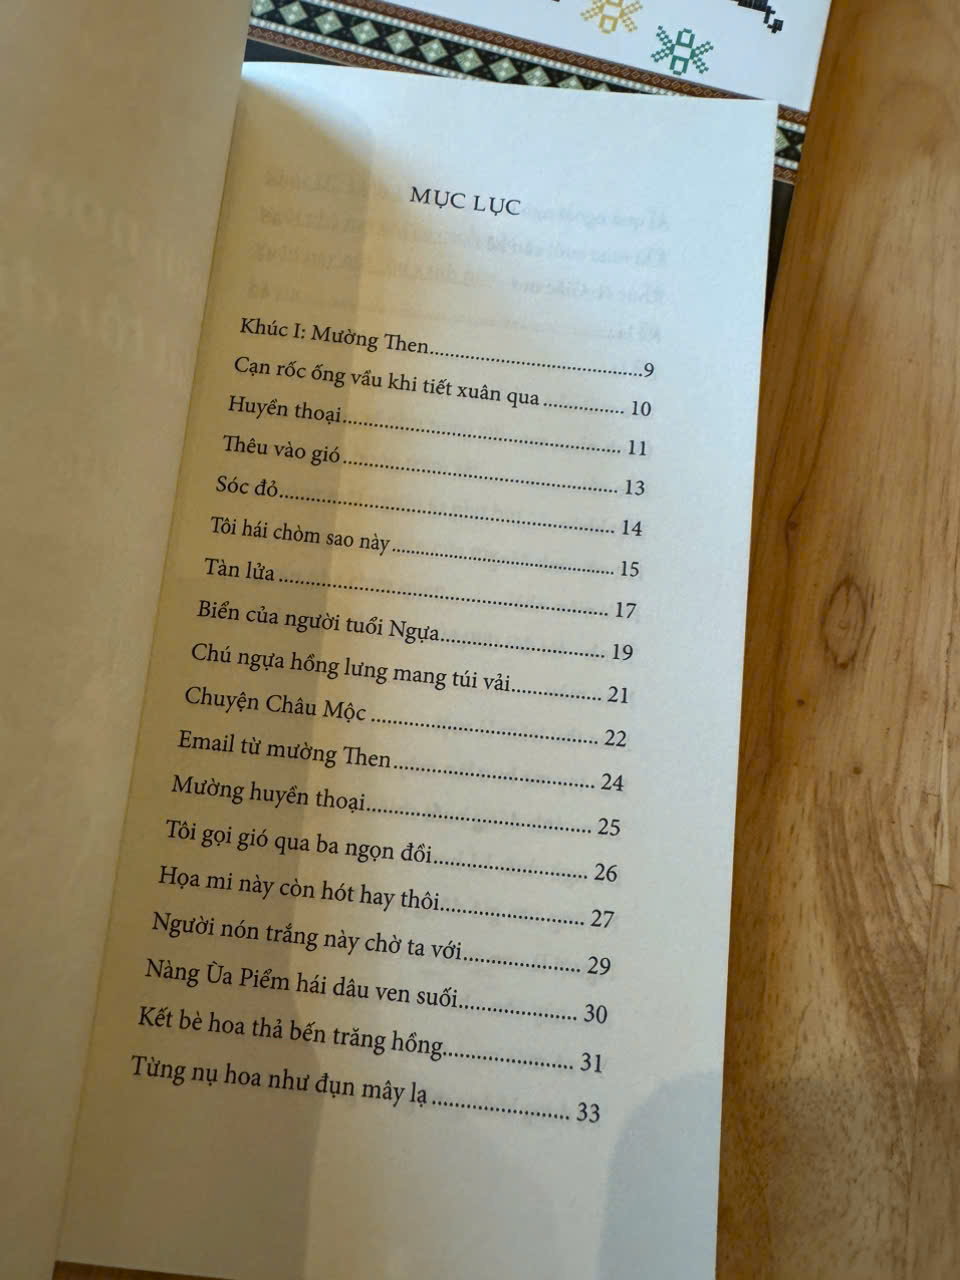 MỤC LỤC
Khúc I: Mường Then..........................................9
Cạn rốc ống vẩu khi tiết xuân qua ................ 10
Huyền thoại....................................................... 11
Thêu vào gió...................................................... 13
Sóc đỏ................................................................... 14
Tôi hái chòm sao này............................................ 15
Tàn lửa ................................................................. 17
Biển của người tuổi Ngựa................................. 19
Chú ngựa hồng lưng mang túi vải.................. 21
Chuyện Châu Mộc ............................................. 22
Email từ mường Then........................................ 24
Mường huyền thoại............................................. 25
Tôi gọi gió qua ba ngọn đồi.............................. 26
Họa mi này còn hót hay thôi............................. 27
Người nón trắng này chờ ta với....................... 29
Nàng Ùa Piểm hái dâu ven suối....................... 30
Kết bè hoa thả bến trăng hồng......................... 31
Từng nụ hoa như đụn mây lạ........................... 33